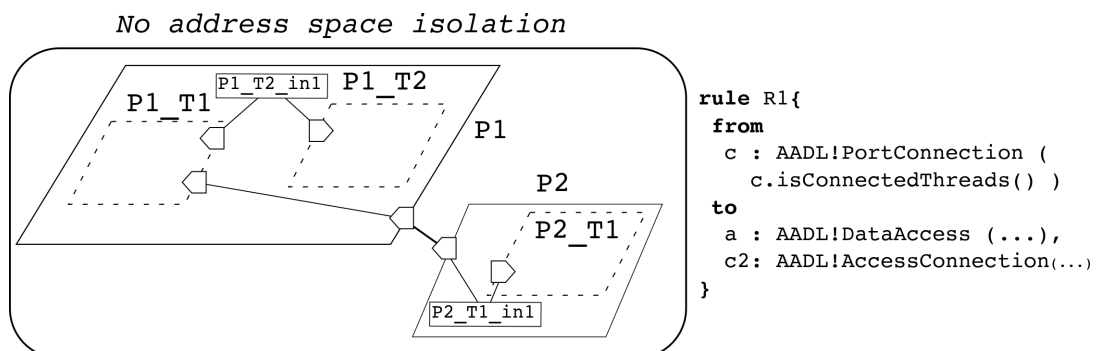 No address space isolation
P1_T2_in1
P1_T2
P1_T1
P1
P2
P2_T1
P2_T1_in1
rule R1{
from
c : AADL!PortConnection (
c.isConnectedThreads() )
to
a : AADL!DataAccess (...),
c2: AADL!AccessConnection(...)
}